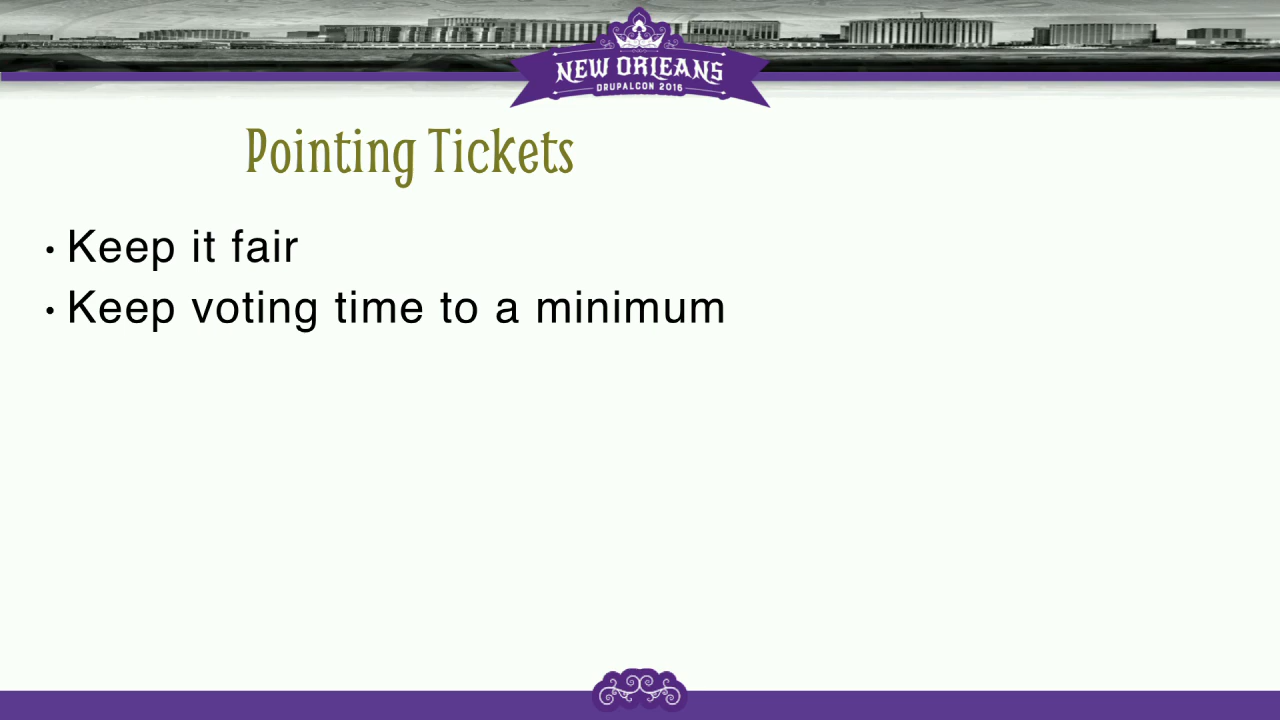 NEW ORLEANS
DRUPALCON 2016
Pointing Tickets
• Keep it fair
• Keep voting time to a minimum